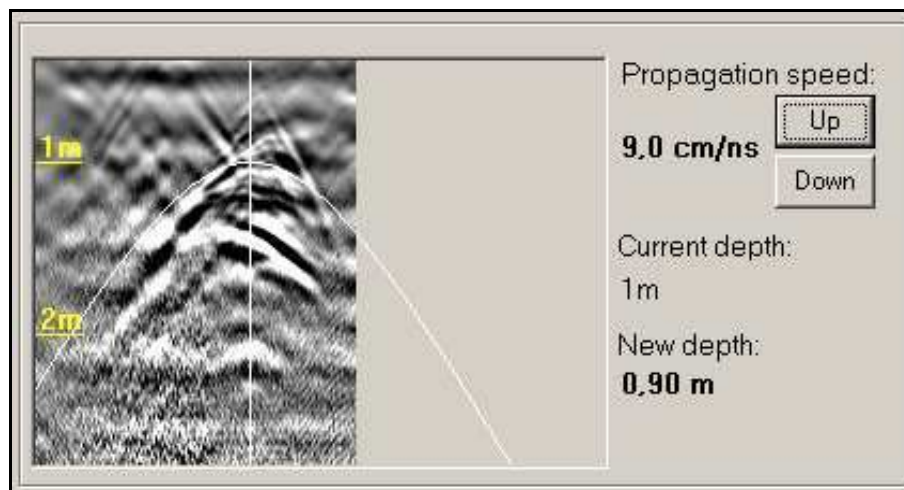 1m
2m
Propagation speed:
9,0 cm/ns
Up
Down
Current depth:
1m
New depth:
0,90 m